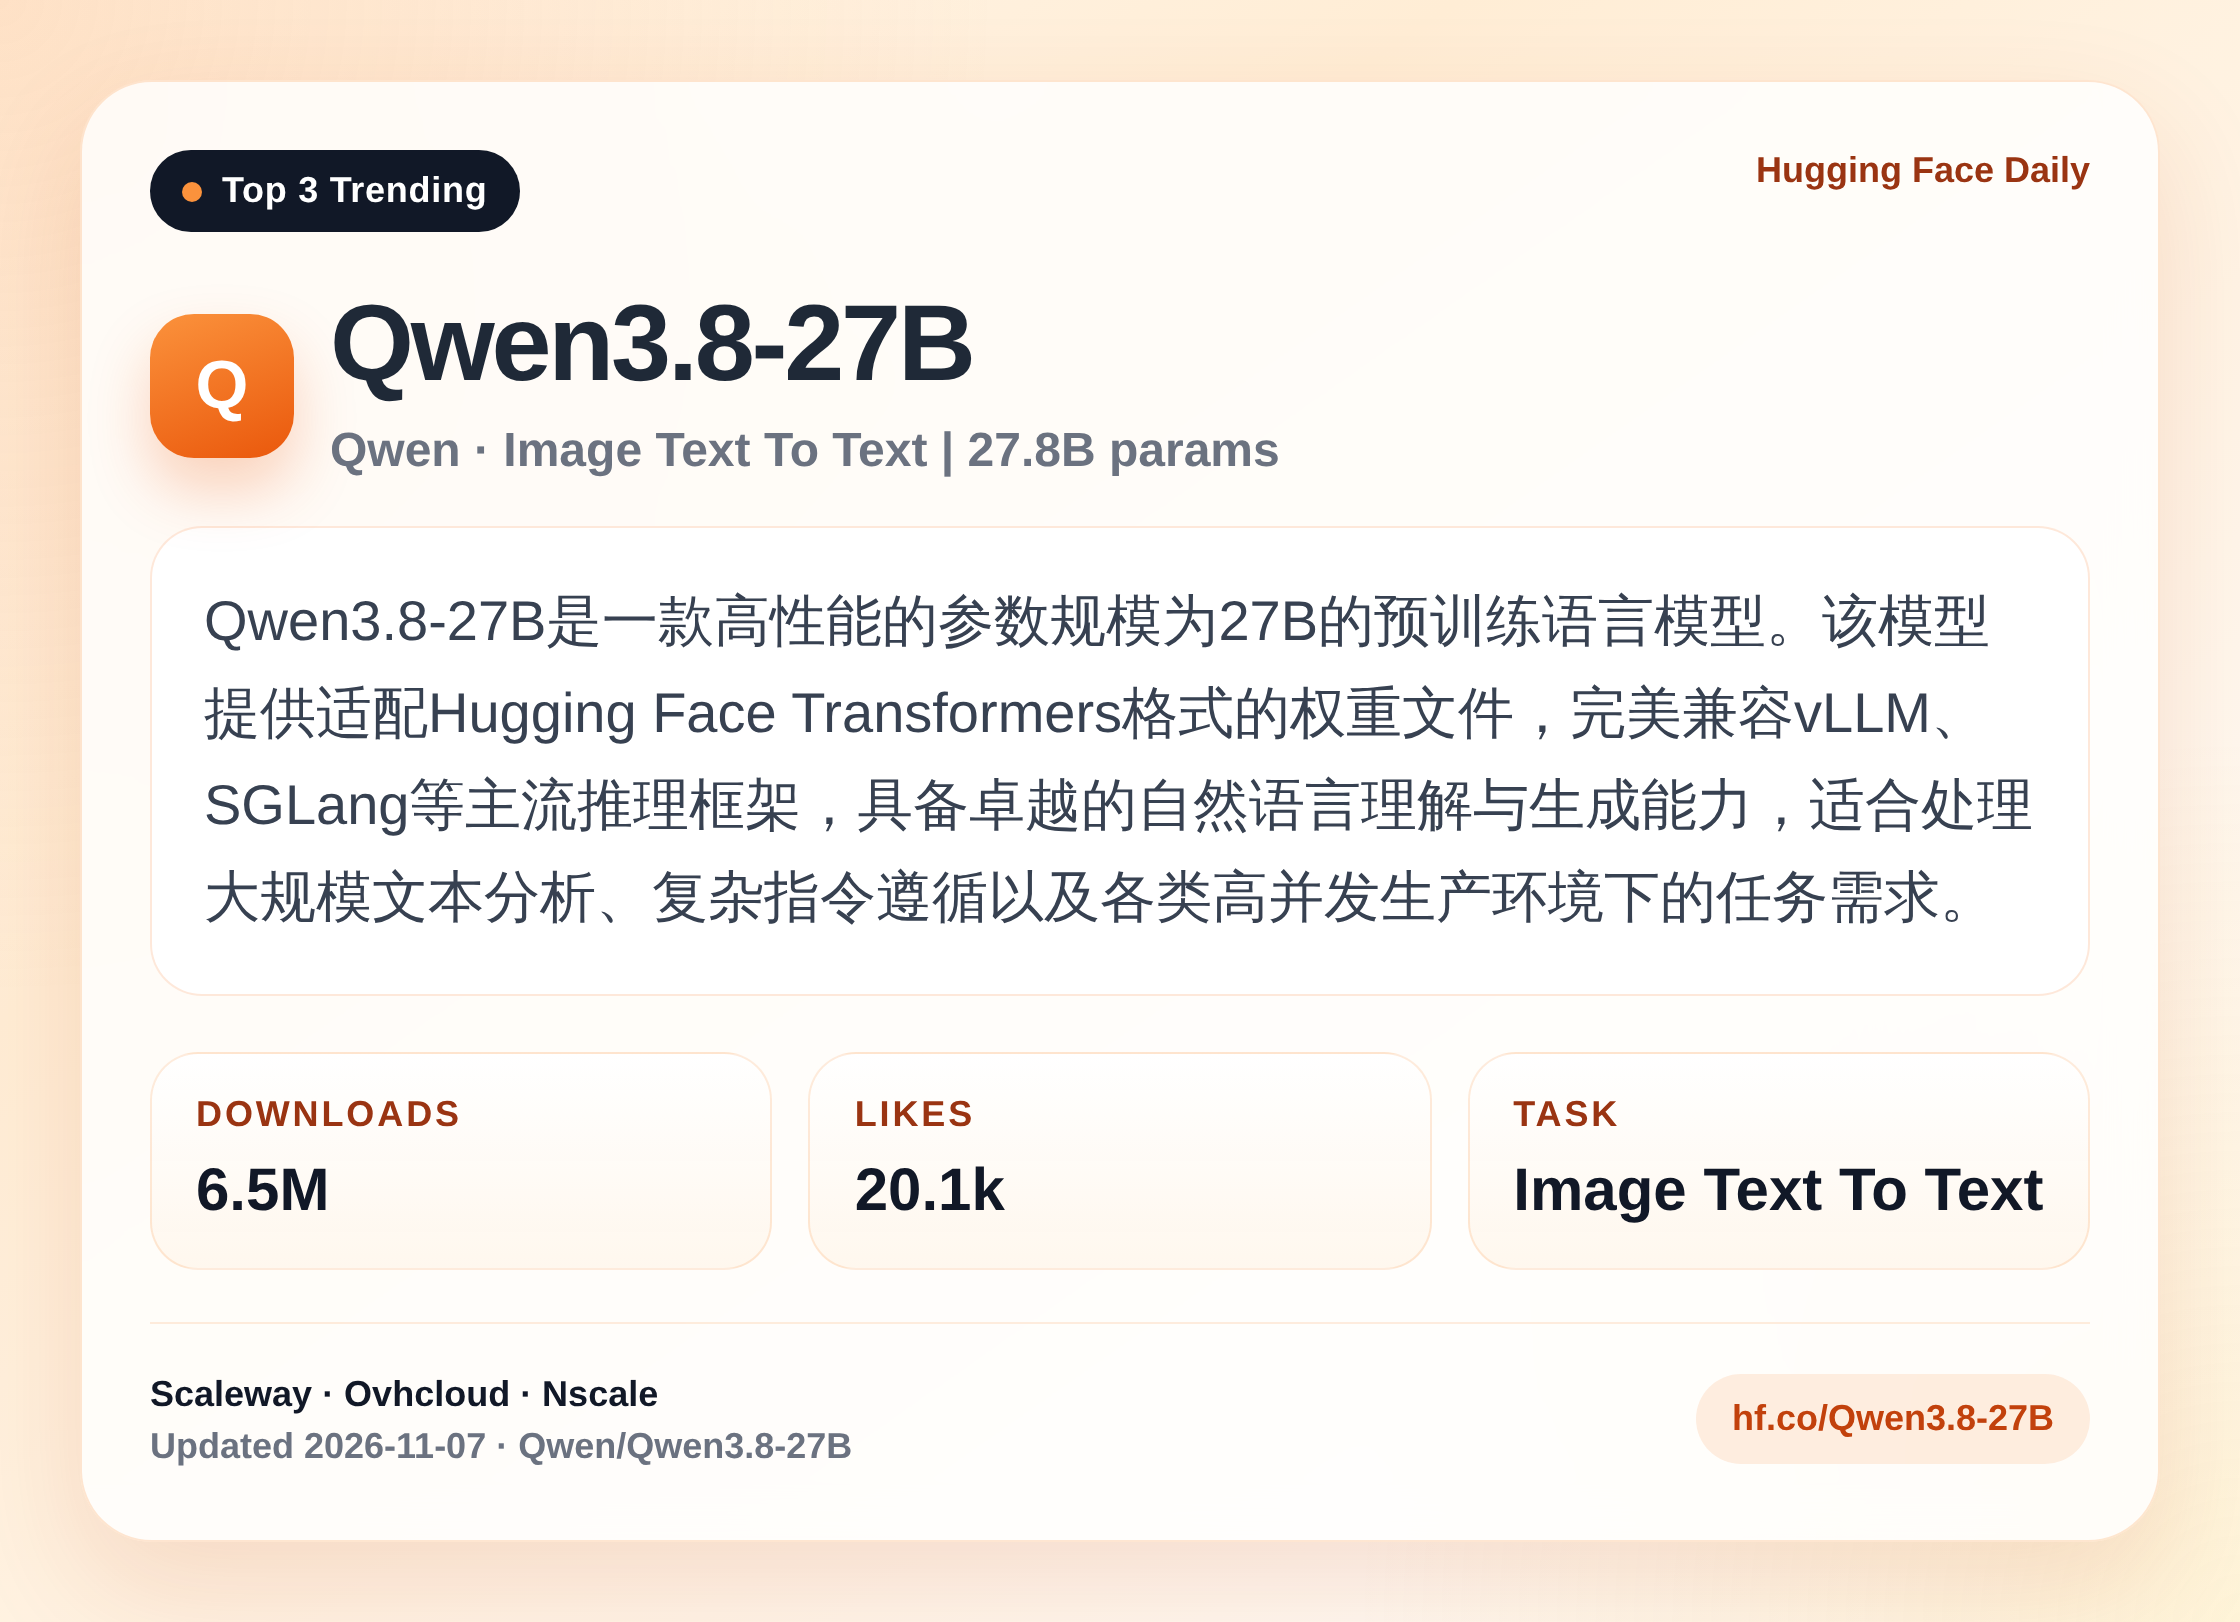 Top 3 Trending
Hugging Face Daily
Q
Qwen3.8-27B
Qwen · Image Text To Text | 27.8B params
Qwen3.8-27B是一款高性能的参数规模为27B的预训练语言模型。该模型
提供适配Hugging Face Transformers格式的权重文件，完美兼容vLLM、
SGLang等主流推理框架，具备卓越的自然语言理解与生成能力，适合处理
大规模文本分析、复杂指令遵循以及各类高并发生产环境下的任务需求。
DOWNLOADS
6.5M
LIKES
20.1k
TASK
Image Text To Text
Scaleway · Ovhcloud · Nscale
Updated 2026-11-07 · Qwen/Qwen3.8-27B
hf.co/Qwen3.8-27B